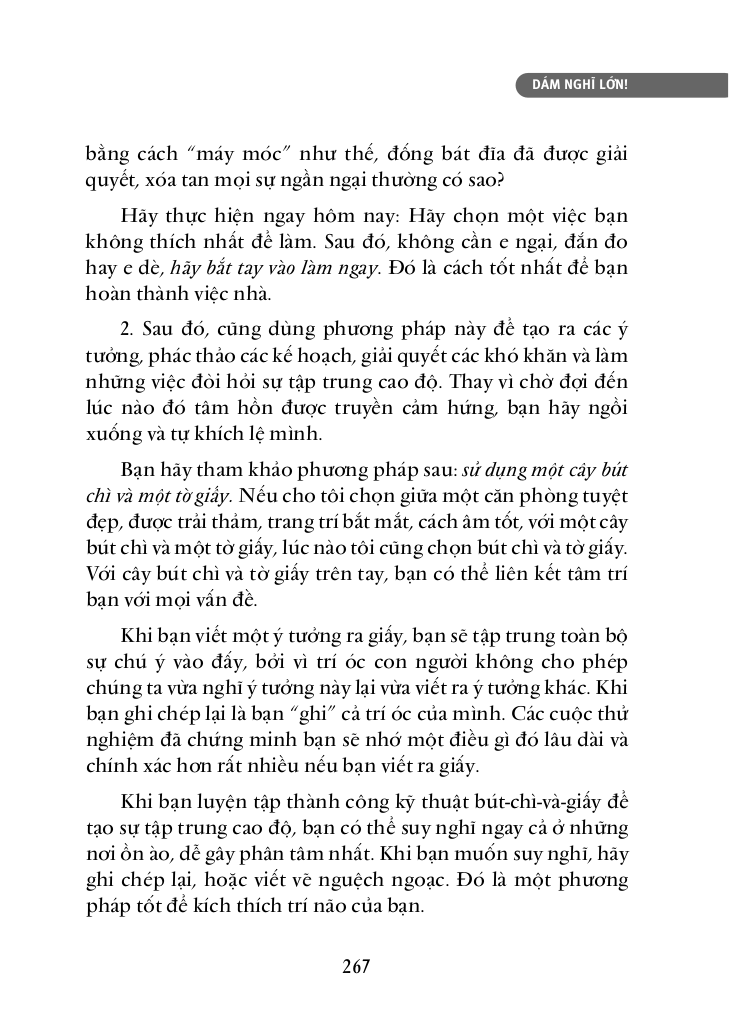 DÁM NGHĨ LỚN!
bằng cách “máy móc” như thế, đống bát đĩa đã được giải
quyết, xóa tan mọi sự ngần ngại thường có sao?
Hãy thực hiện ngay hôm nay: Hãy chọn một việc bạn
không thích nhất để làm. Sau đó, không cần e ngại, đắn đo
hay e dè, hãy bắt tay vào làm ngay. Đó là cách tốt nhất để bạn
hoàn thành việc nhà.
2. Sau đó, cũng dùng phương pháp này để tạo ra các ý
tưởng, phác thảo các kế hoạch, giải quyết các khó khăn và làm
những việc đòi hỏi sự tập trung cao độ. Thay vì chờ đợi đến
lúc nào đó tâm hồn được truyền cảm hứng, bạn hãy ngồi
xuống và tự khích lệ mình.
Bạn hãy tham khảo phương pháp sau: sử dụng một cây bút
chì và một tờ giấy. Nếu cho tôi chọn giữa một căn phòng tuyệt
đẹp, được trải thảm, trang trí bắt mắt, cách âm tốt, với một cây
bút chì và một tờ giấy, lúc nào tôi cũng chọn bút chì và tờ giấy.
Với cây bút chì và tờ giấy trên tay, bạn có thể liên kết tâm trí
bạn với mọi vấn đề.
Khi bạn viết một ý tưởng ra giấy, bạn sẽ tập trung toàn bộ
sự chú ý vào đấy, bởi vì trí óc con người không cho phép
chúng ta vừa nghĩ ý tưởng này lại vừa viết ra ý tưởng khác. Khi
bạn ghi chép lại là bạn “ghi” cả trí óc của mình. Các cuộc thử
nghiệm đã chứng minh bạn sẽ nhớ một điều gì đó lâu dài và
chính xác hơn rất nhiều nếu bạn viết ra giấy.
Khi bạn luyện tập thành công kỹ thuật bút-chì-và-giấy để
tạo sự tập trung cao độ, bạn có thể suy nghĩ ngay cả ở những
nơi ồn ào, dễ gây phân tâm nhất. Khi bạn muốn suy nghĩ, hãy
ghi chép lại, hoặc viết vẽ nguệch ngoạc. Đó là một phương
pháp tốt để kích thích trí não của bạn.
267